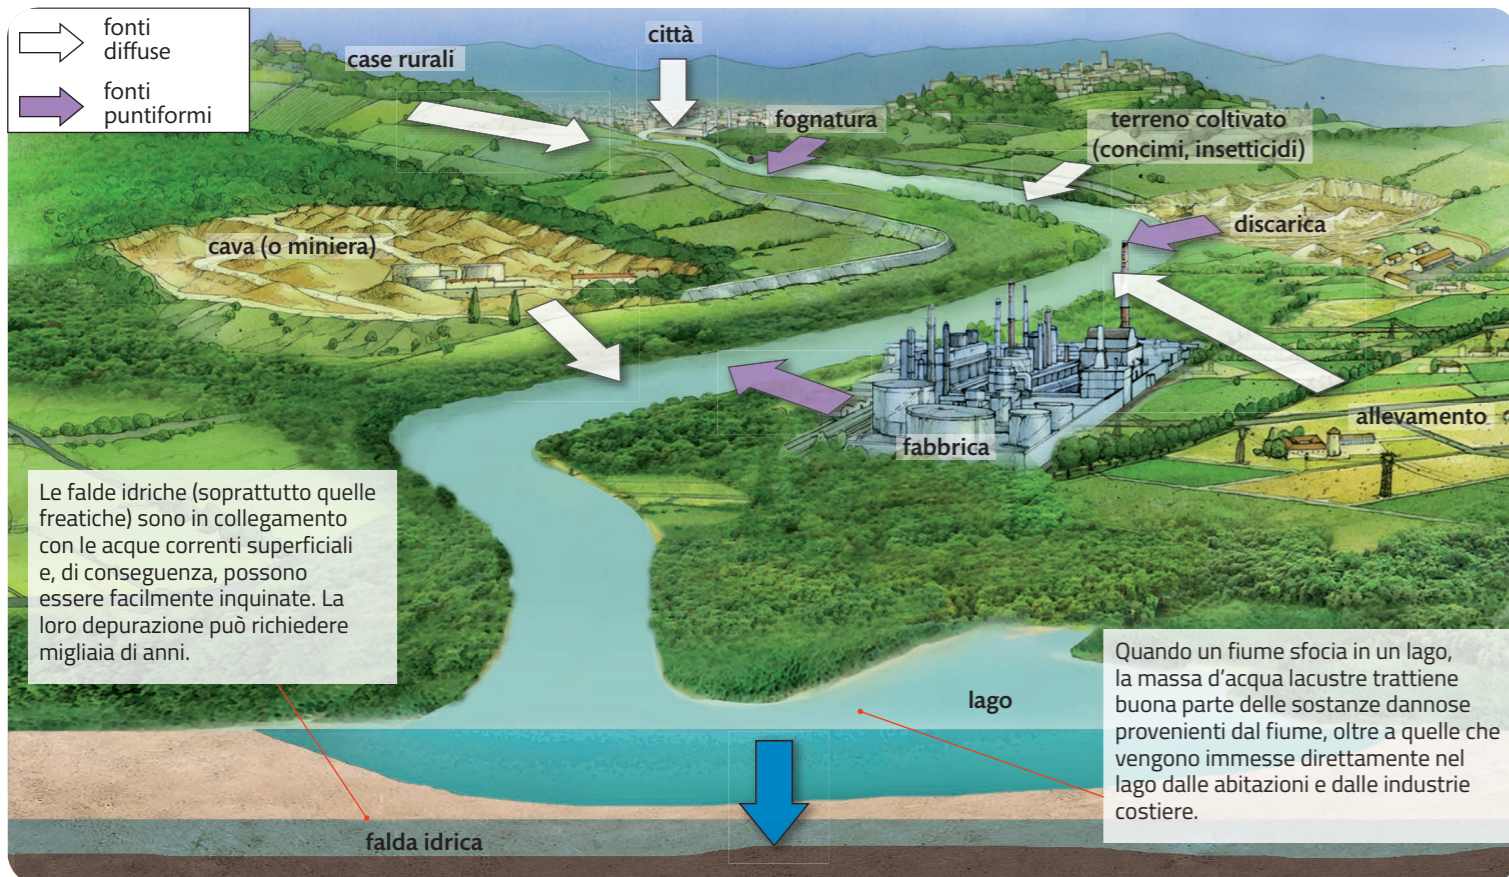 fonti
diffuse
fonti
puntiformi
case rurali
città
fognatura
terreno coltivato
(concimi, insetticidi)
cava (o miniera)
discarica
allevamento
fabbrica
Le falde idriche (soprattutto quelle
freatiche) sono in collegamento
con le acque correnti superficiali
e, di conseguenza, possono
essere facilmente inquinate. La
loro depurazione può richiedere
migliaia di anni.
lago
Quando un fiume sfocia in un lago,
la massa d’acqua lacustre trattiene
buona parte delle sostanze dannose
provenienti dal fiume, oltre a quelle che
vengono immesse direttamente nel
lago dalle abitazioni e dalle industrie
costiere.
falda idrica